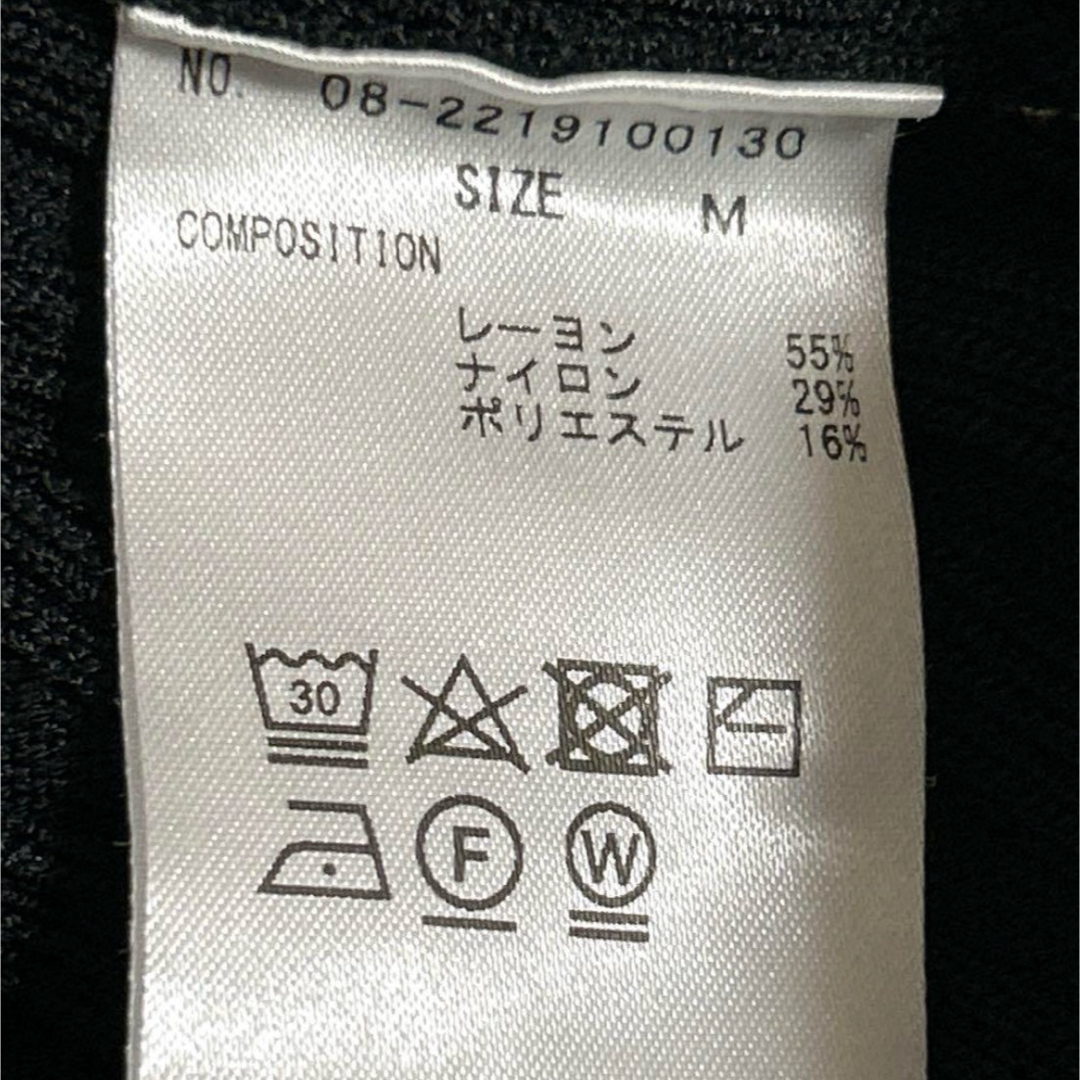 NO. 08-2219100130
SIZE M
COMPOSITION
レーヨン 55%
ナイロン 29%
ポリエステル 16%
30
F W